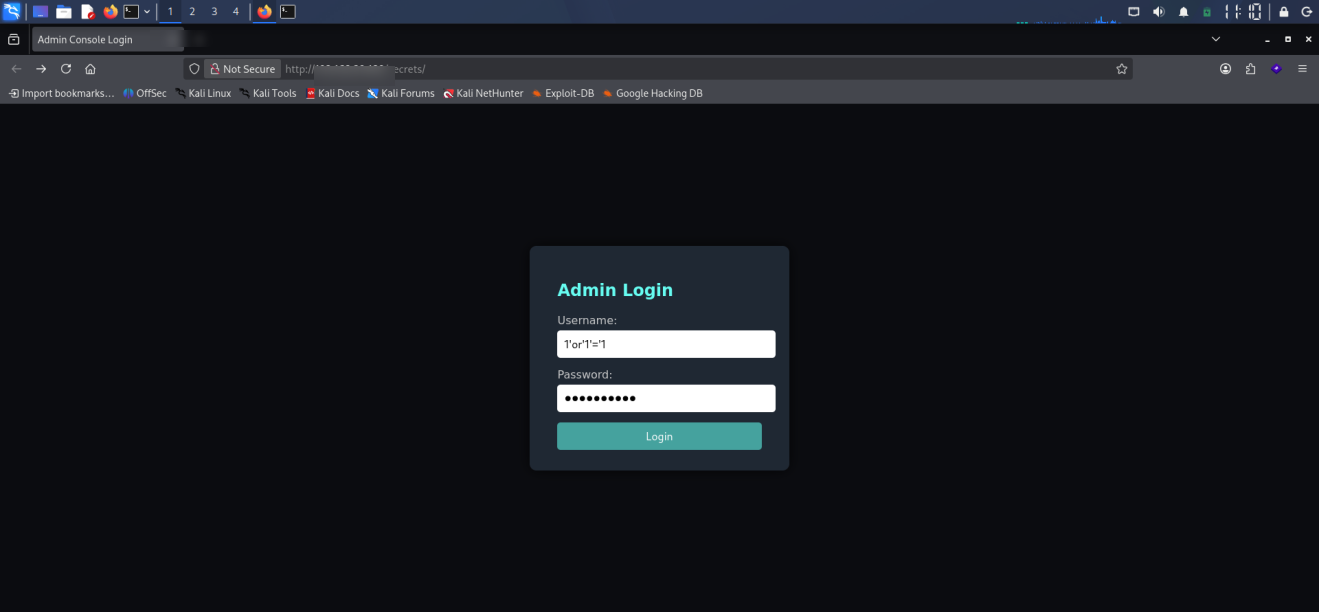 1 2 3 4 11:10
Admin Console Login
Not Secure http:// ecrets/
Import bookmarks... OffSec Kali Linux Kali Tools Kali Docs Kali Forums Kali NetHunter Exploit-DB Google Hacking DB
Admin Login
Username:
1'or'1'='1
Password:
Login